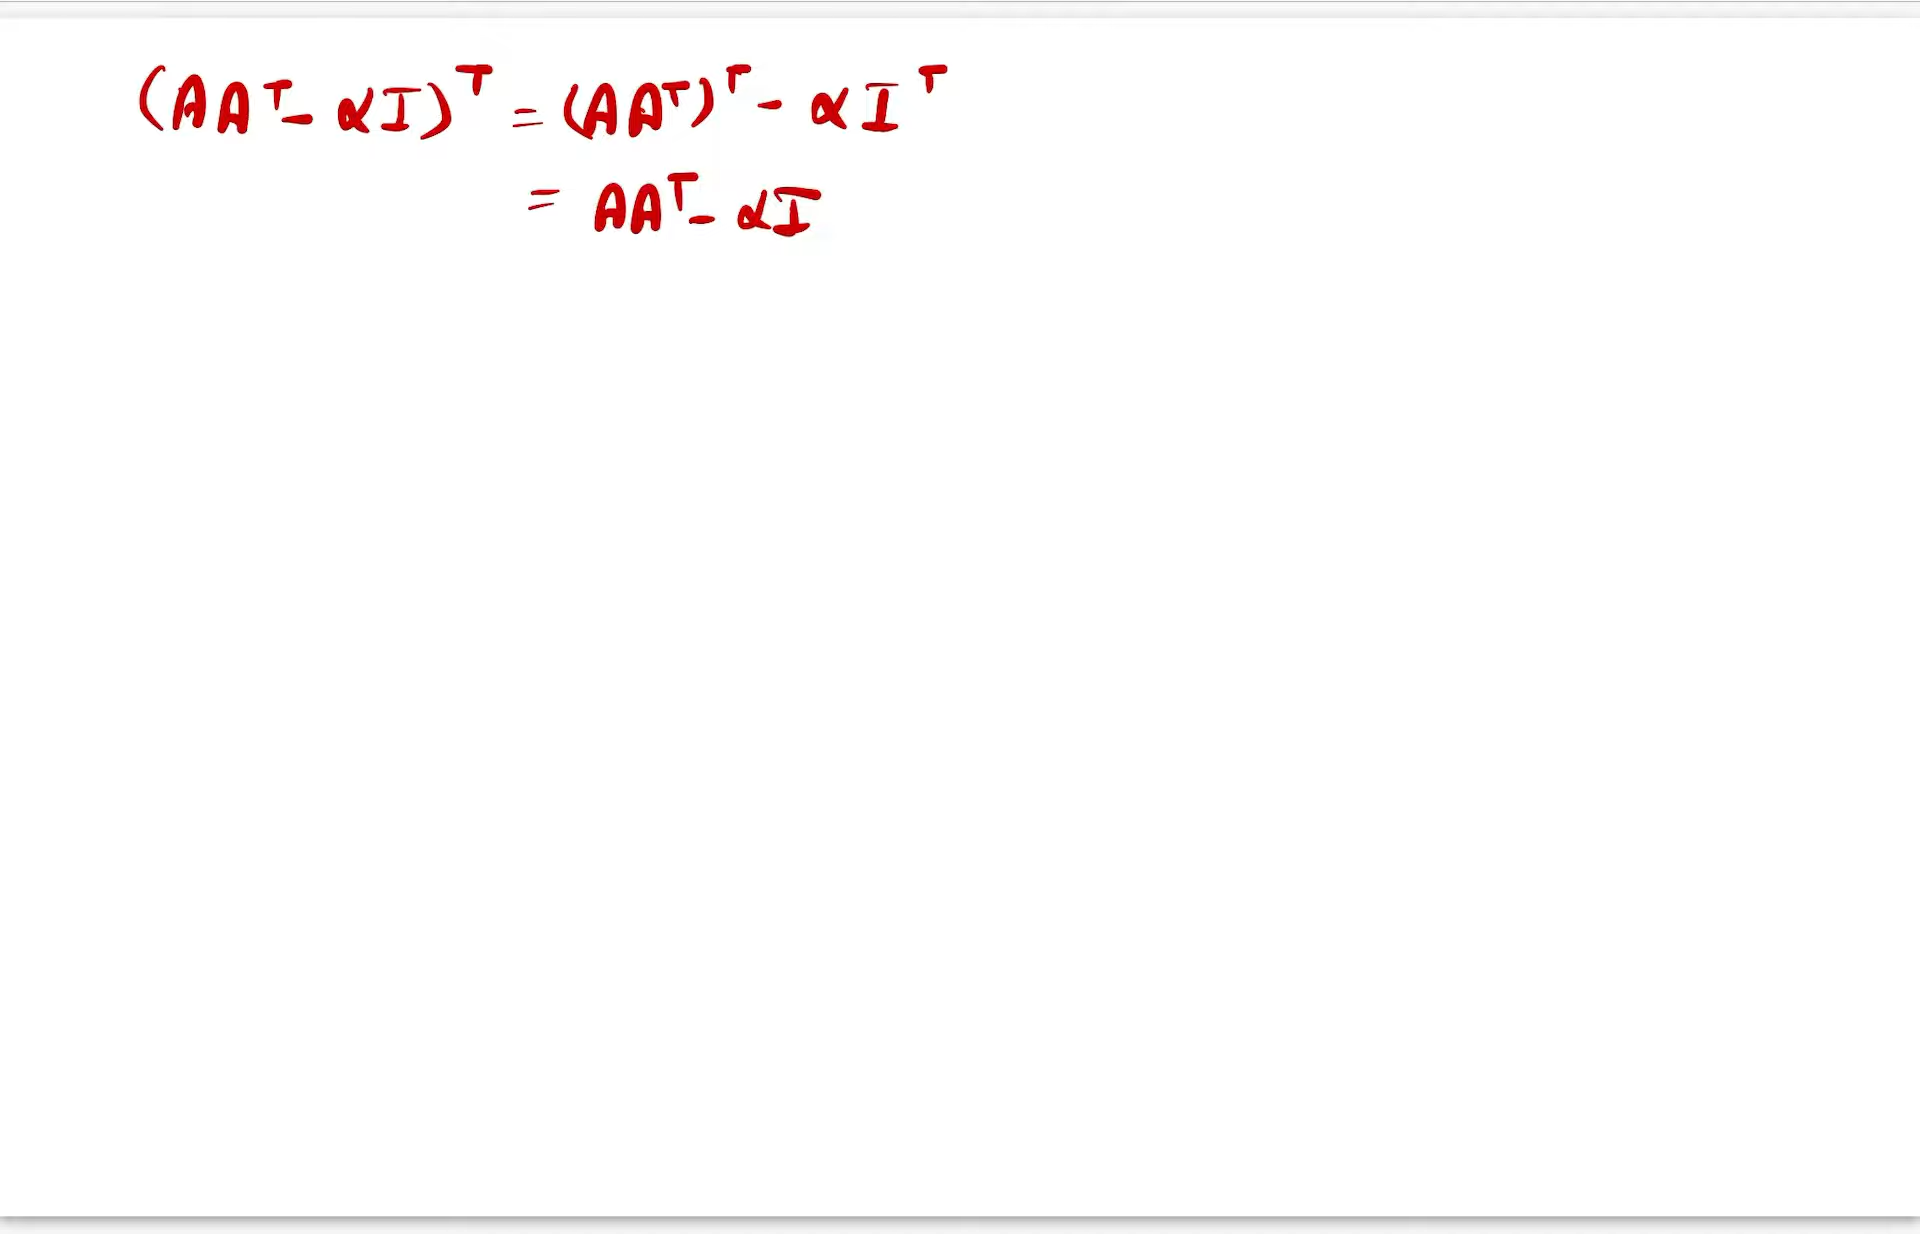 (AAᵀ - αI)ᵀ = (AAᵀ)ᵀ - αIᵀ
= AAᵀ - αI